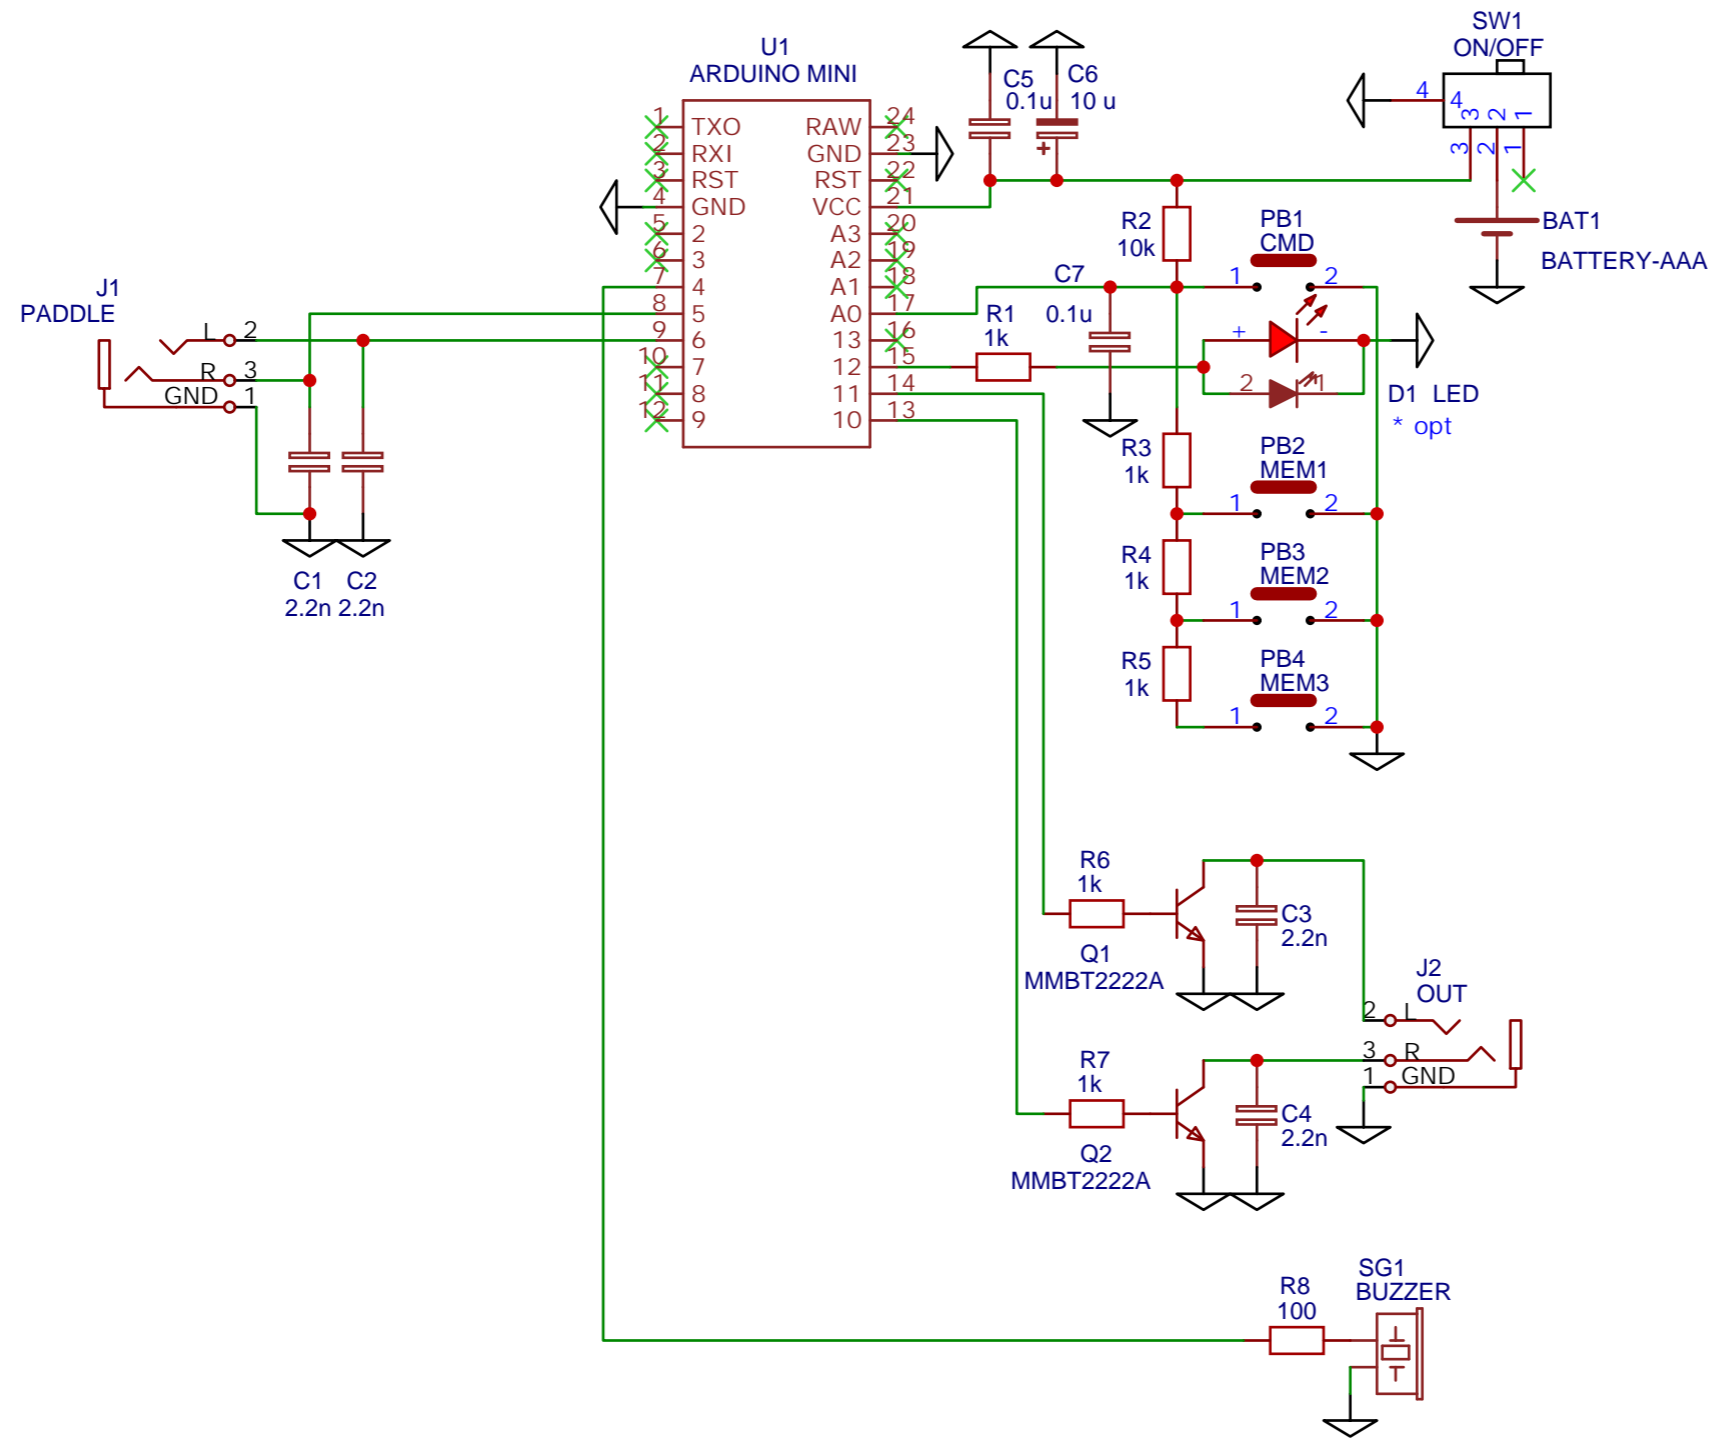 U1
ARDUINO MINI
1 TXO
2 RXI
3 RST
4 GND
5 2
6 3
7 4
8 5
9 6
10 7
11 8
12 9
RAW 24
GND 23
RST 22
VCC 21
A3 20
A2 19
A1 18
A0 17
13 16
12 15
11 14
10 13
C5
0.1u
C6
10 u
+
SW1
ON/OFF
4 4
3 2 1
3 2 1
BAT1
BATTERY-AAA
J1
PADDLE
L 2
R 3
GND 1
C1
2.2n
C2
2.2n
R2
10k
PB1
CMD
1 2
C7
0.1u
R1
1k
+ -
2 1
D1 LED
* opt
R3
1k
PB2
MEM1
1 2
R4
1k
PB3
MEM2
1 2
R5
1k
PB4
MEM3
1 2
R6
1k
Q1
MMBT2222A
C3
2.2n
J2
OUT
2 L
3 R
1 GND
R7
1k
Q2
MMBT2222A
C4
2.2n
SG1
BUZZER
R8
100